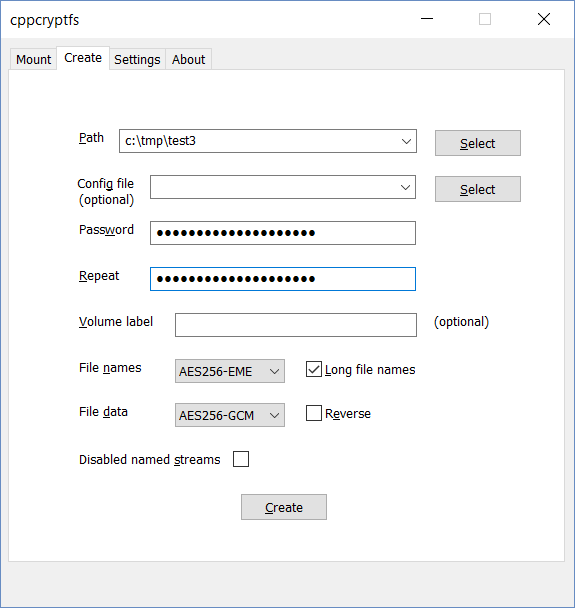 cppcryptfs
Mount Create Settings About
Path c:\tmp\test3 Select
Config file
(optional) Select
Password ●●●●●●●●●●●●●●●●●●●●
Repeat ●●●●●●●●●●●●●●●●●●●●
Volume label (optional)
File names AES256-EME Long file names
File data AES256-GCM Reverse
Disabled named streams
Create